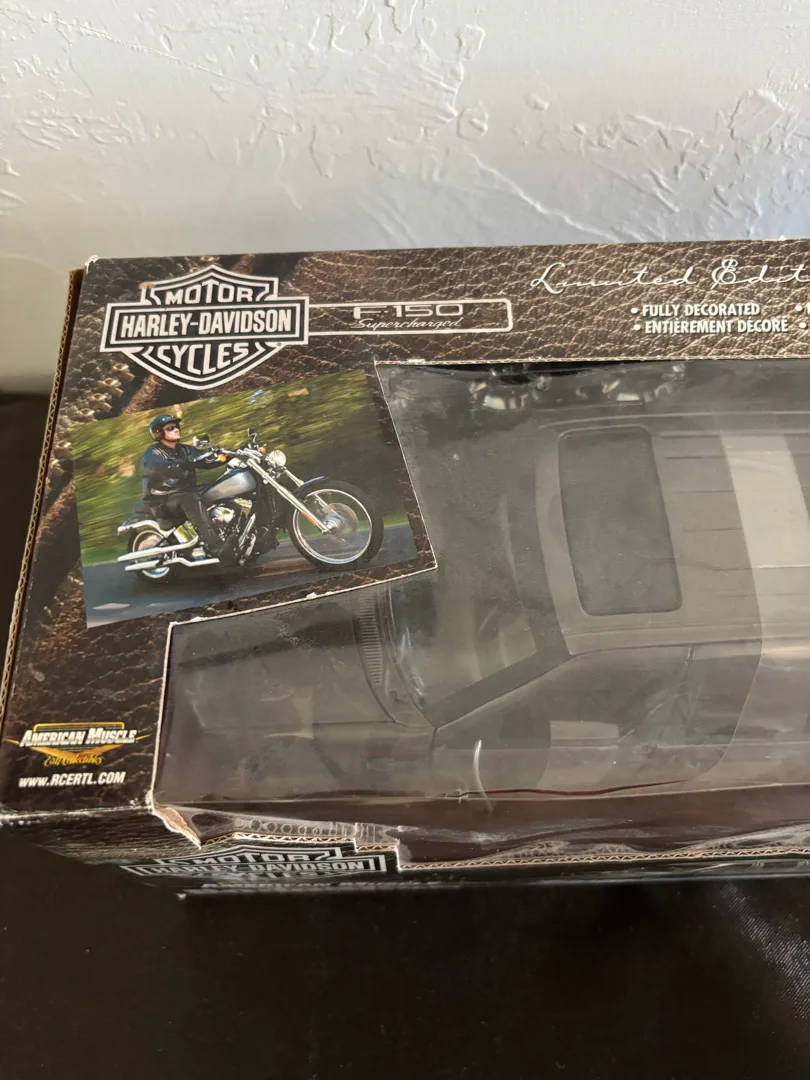 MOTOR
HARLEY-DAVIDSON
CYCLES
F-150
Supercharged
Limited Edit
• FULLY DECORATED
• ENTIÈREMENT DÉCORÉ
AMERICAN MUSCLE
Collectibles
www.RCERTL.COM
MOTOR
HARLEY-DAVIDSON